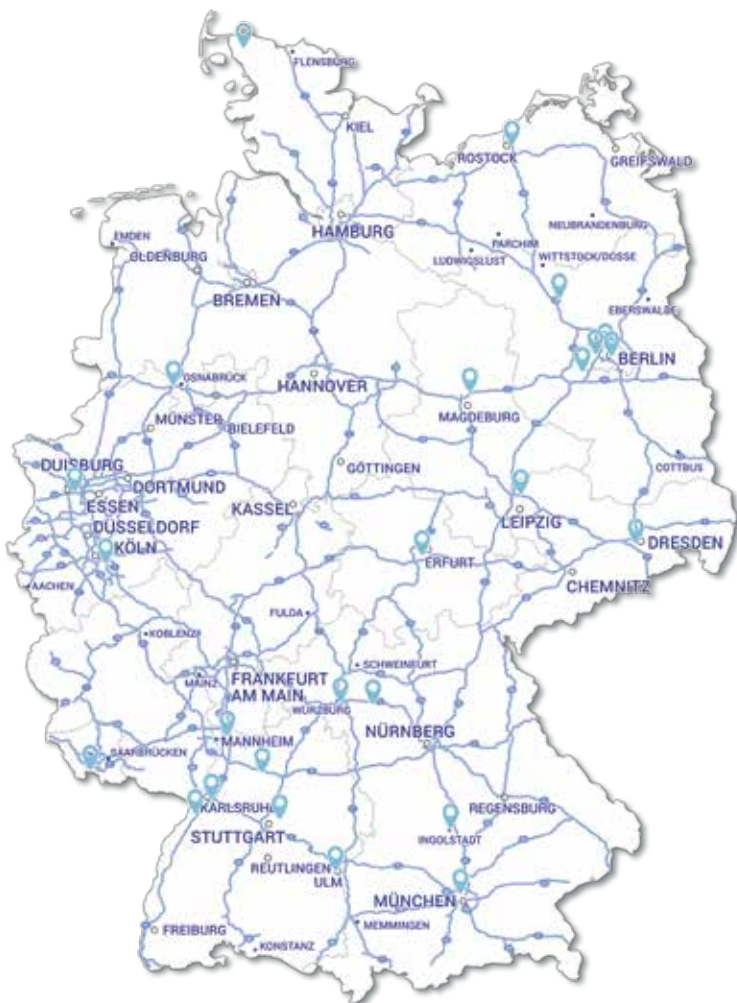 FLENSBURG
KIEL
ROSTOCK
GREIFSWALD
HAMBURG
NEUBRANDENBURG
PARCHIM
EMDEN
OLDENBURG
LUDWIGSLUST
WITTSTOCK/DOSSE
BREMEN
EBERSWALDE
BERLIN
OSNABRÜCK
HANNOVER
MAGDEBURG
MÜNSTER
BIELEFELD
DUISBURG
GÖTTINGEN
COTTBUS
DORTMUND
ESSEN
KASSEL
LEIPZIG
DÜSSELDORF
DRESDEN
KÖLN
ERFURT
AACHEN
CHEMNITZ
FULDA
KOBLENZ
SCHWEINFURT
MAINZ
FRANKFURT
AM MAIN
WÜRZBURG
NÜRNBERG
MANNHEIM
SAARBRÜCKEN
KARLSRUHE
REGENSBURG
STUTTGART
INGOLSTADT
REUTLINGEN
ULM
MÜNCHEN
FREIBURG
MEMMINGEN
KONSTANZ